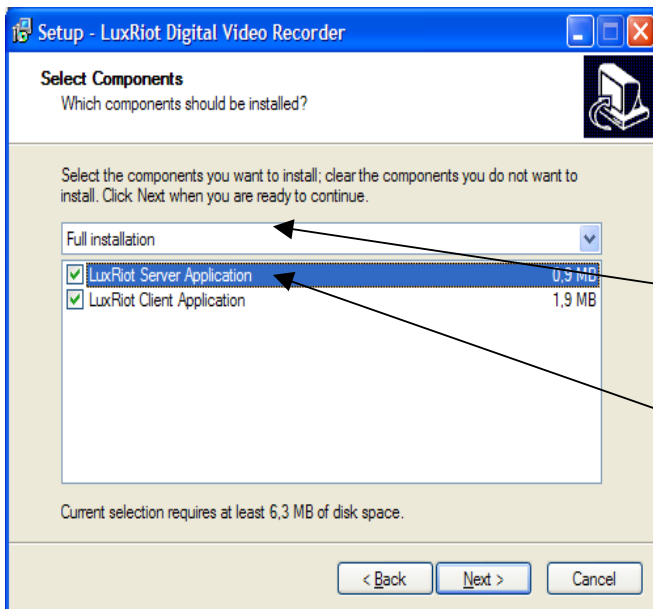 Setup - LuxRiot Digital Video Recorder
Select Components
Which components should be installed?
Select the components you want to install; clear the components you do not want to
install. Click Next when you are ready to continue.
Full installation
LuxRiot Server Application 0,9 MB
LuxRiot Client Application 1,9 MB
Current selection requires at least 6,3 MB of disk space.
< Back Next > Cancel